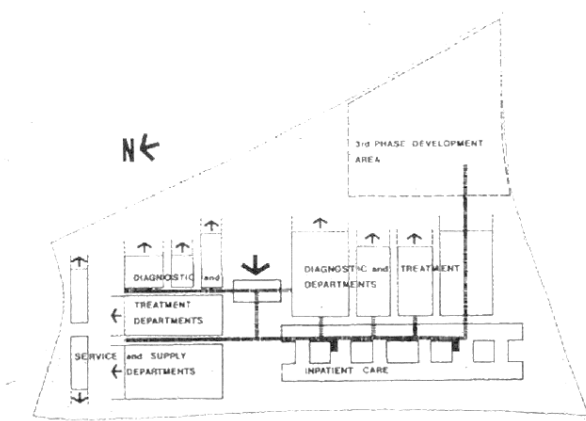 3rd PHASE DEVELOPMENT
AREA
N
DIAGNOSTIC and
TREATMENT
DEPARTMENTS
DIAGNOSTIC and TREATMENT
DEPARTMENTS
SERVICE and SUPPLY
DEPARTMENTS
INPATIENT CARE